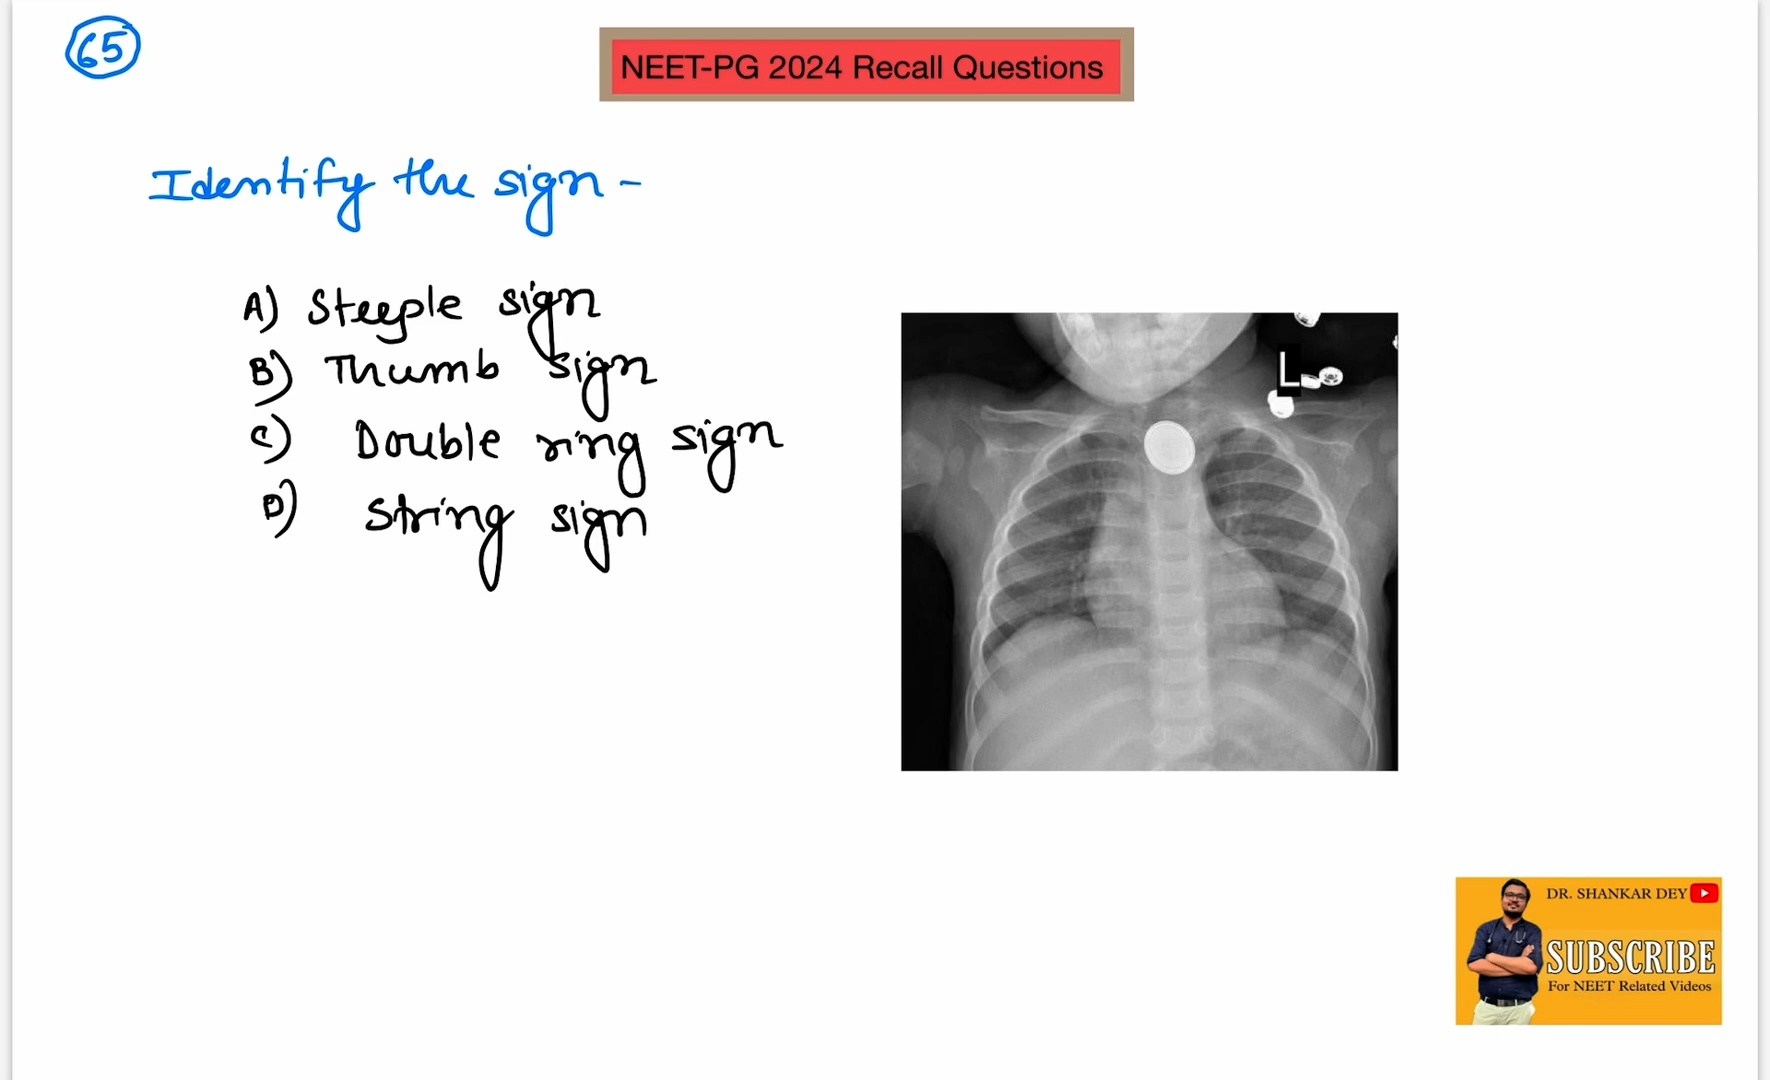 65
NEET-PG 2024 Recall Questions
Identify the sign -
A) Steeple sign
B) Thumb sign
C) Double ring sign
D) String sign
L
DR. SHANKAR DEY
SUBSCRIBE
For NEET Related Videos